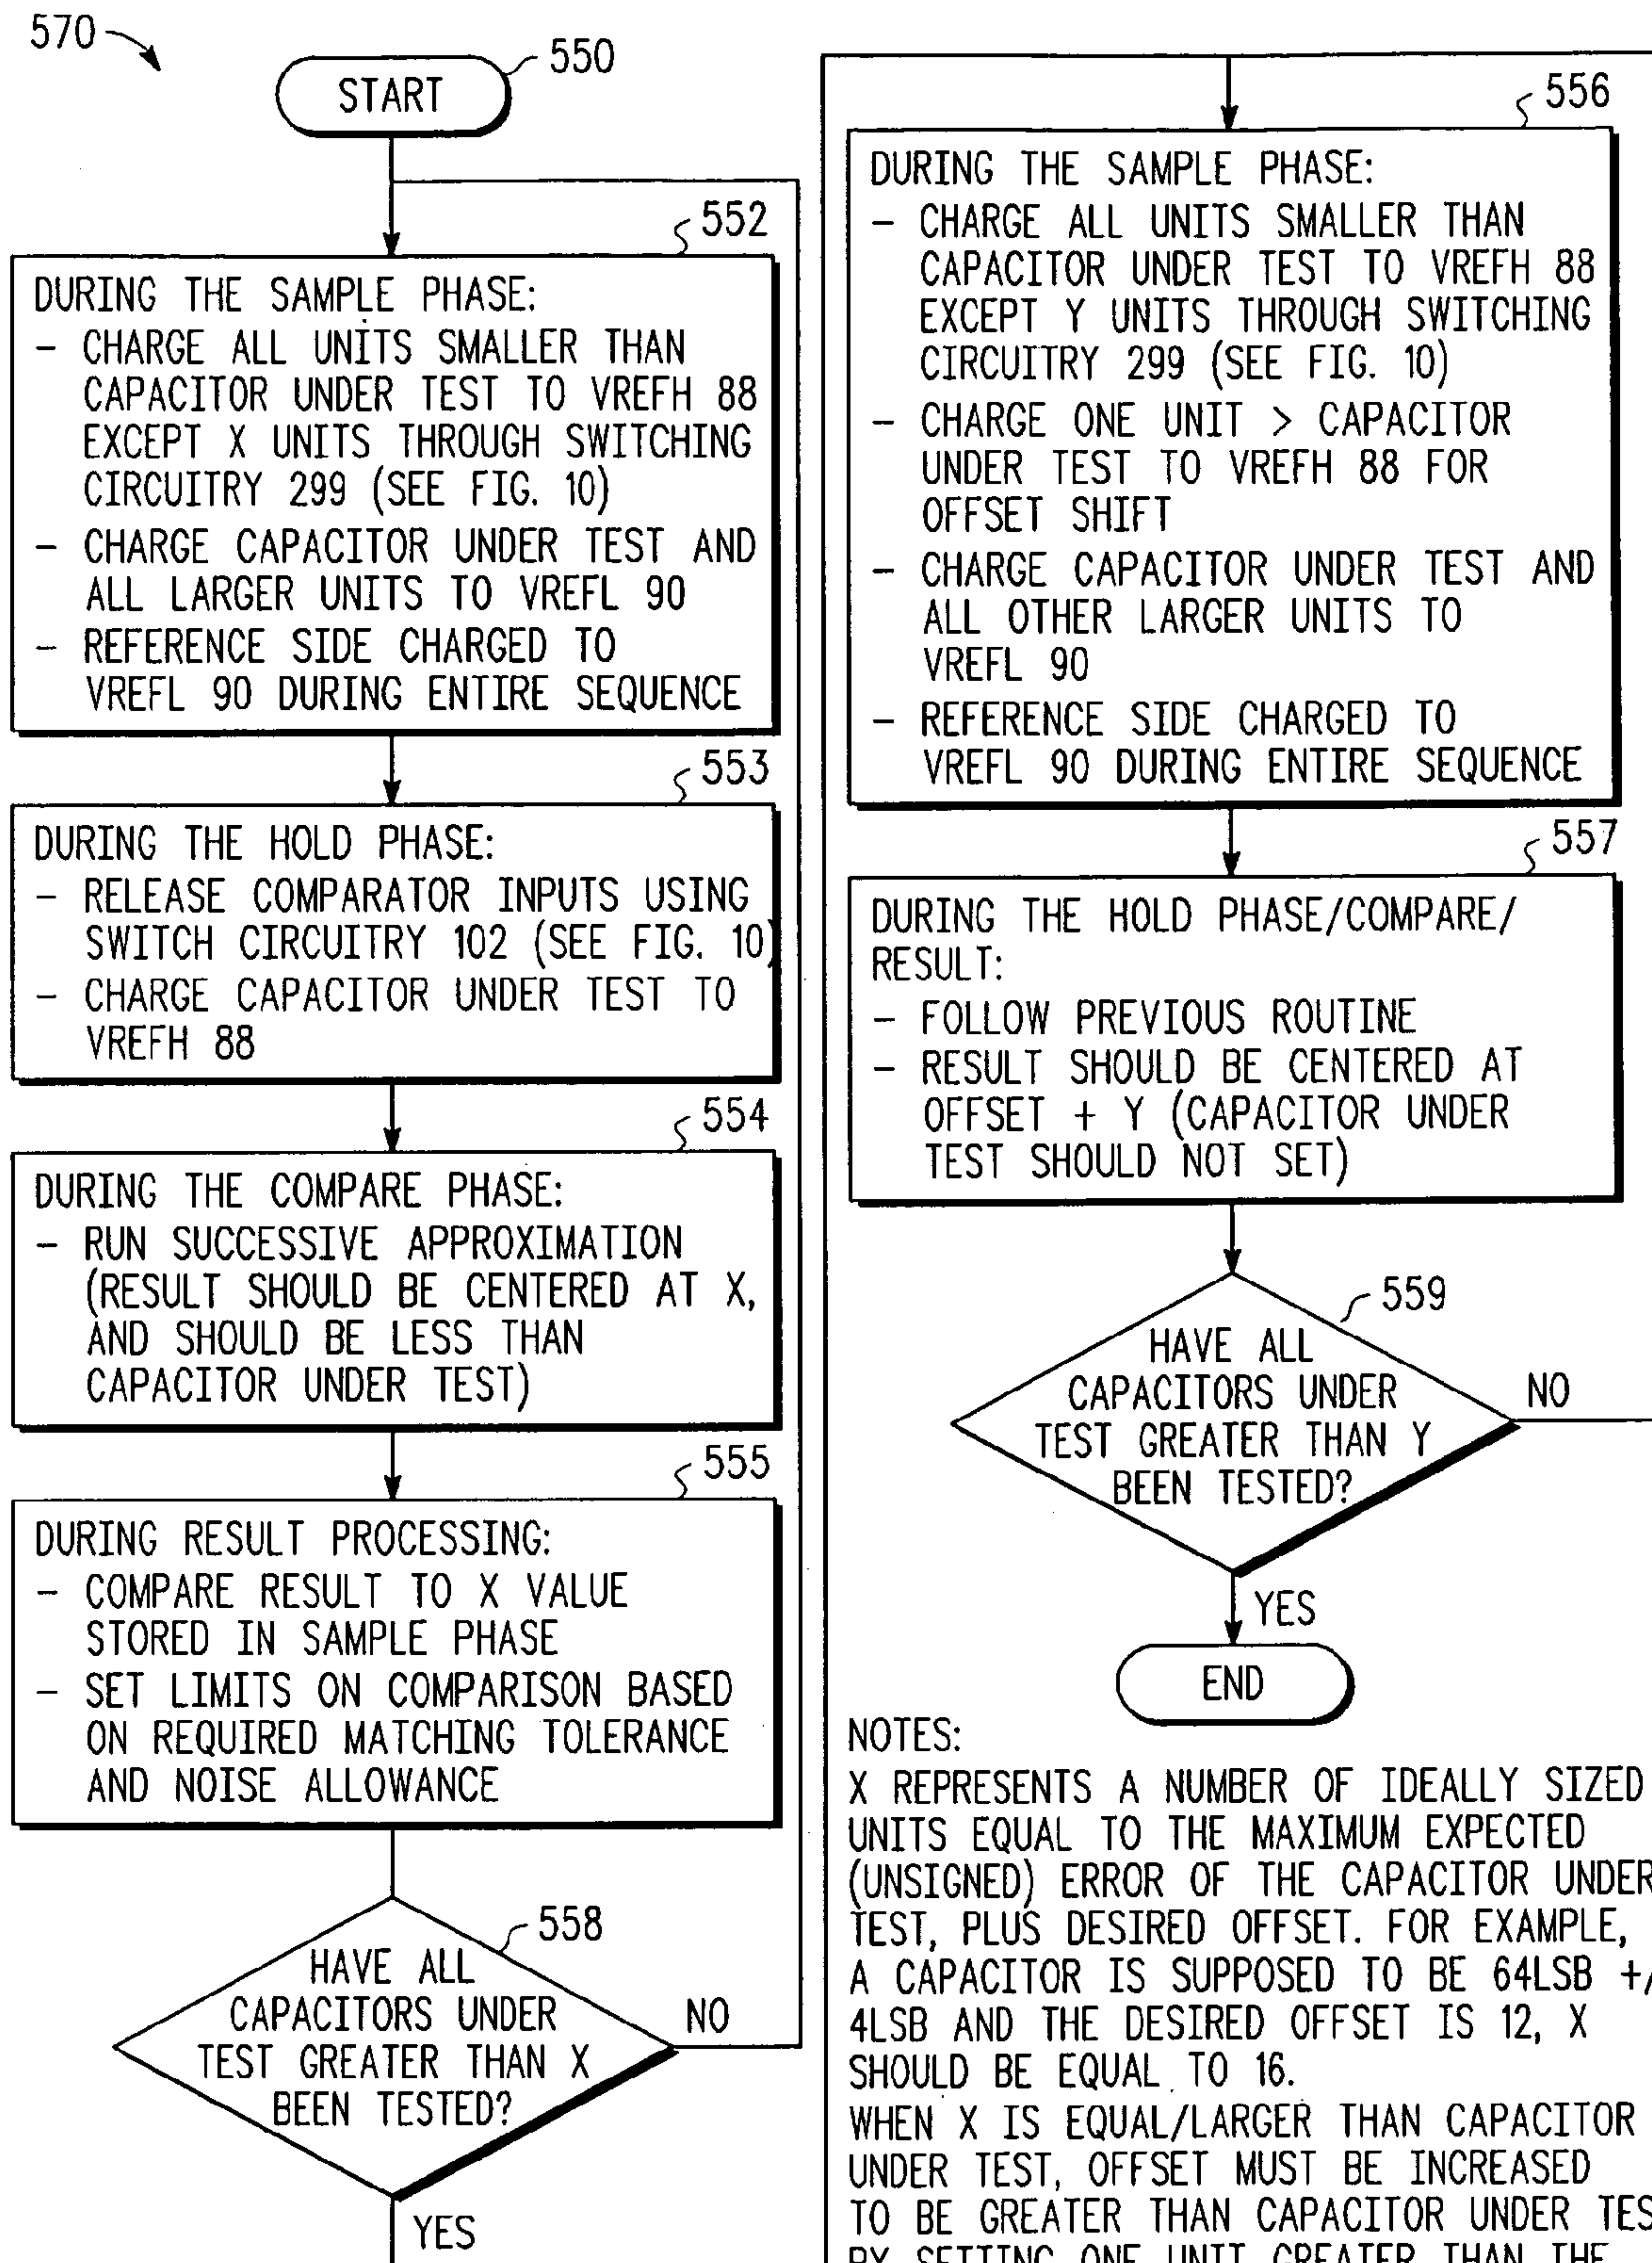 570
START
550
552
DURING THE SAMPLE PHASE:
– CHARGE ALL UNITS SMALLER THAN
CAPACITOR UNDER TEST TO VREFH 88
EXCEPT X UNITS THROUGH SWITCHING
CIRCUITRY 299 (SEE FIG. 10)
– CHARGE CAPACITOR UNDER TEST AND
ALL LARGER UNITS TO VREFL 90
– REFERENCE SIDE CHARGED TO
VREFL 90 DURING ENTIRE SEQUENCE
553
DURING THE HOLD PHASE:
– RELEASE COMPARATOR INPUTS USING
SWITCH CIRCUITRY 102 (SEE FIG. 10)
– CHARGE CAPACITOR UNDER TEST TO
VREFH 88
554
DURING THE COMPARE PHASE:
– RUN SUCCESSIVE APPROXIMATION
(RESULT SHOULD BE CENTERED AT X,
AND SHOULD BE LESS THAN
CAPACITOR UNDER TEST)
555
DURING RESULT PROCESSING:
– COMPARE RESULT TO X VALUE
STORED IN SAMPLE PHASE
– SET LIMITS ON COMPARISON BASED
ON REQUIRED MATCHING TOLERANCE
AND NOISE ALLOWANCE
558
HAVE ALL
CAPACITORS UNDER
TEST GREATER THAN X
BEEN TESTED?
NO
YES
556
DURING THE SAMPLE PHASE:
– CHARGE ALL UNITS SMALLER THAN
CAPACITOR UNDER TEST TO VREFH 88
EXCEPT Y UNITS THROUGH SWITCHING
CIRCUITRY 299 (SEE FIG. 10)
– CHARGE ONE UNIT > CAPACITOR
UNDER TEST TO VREFH 88 FOR
OFFSET SHIFT
– CHARGE CAPACITOR UNDER TEST AND
ALL OTHER LARGER UNITS TO
VREFL 90
– REFERENCE SIDE CHARGED TO
VREFL 90 DURING ENTIRE SEQUENCE
557
DURING THE HOLD PHASE/COMPARE/
RESULT:
– FOLLOW PREVIOUS ROUTINE
– RESULT SHOULD BE CENTERED AT
OFFSET + Y (CAPACITOR UNDER
TEST SHOULD NOT SET)
559
HAVE ALL
CAPACITORS UNDER
TEST GREATER THAN Y
BEEN TESTED?
NO
YES
END
NOTES:
X REPRESENTS A NUMBER OF IDEALLY SIZED
UNITS EQUAL TO THE MAXIMUM EXPECTED
(UNSIGNED) ERROR OF THE CAPACITOR UNDER
TEST, PLUS DESIRED OFFSET. FOR EXAMPLE,
A CAPACITOR IS SUPPOSED TO BE 64LSB +/
4LSB AND THE DESIRED OFFSET IS 12, X
SHOULD BE EQUAL TO 16.
WHEN X IS EQUAL/LARGER THAN CAPACITOR
UNDER TEST, OFFSET MUST BE INCREASED
TO BE GREATER THAN CAPACITOR UNDER TES
BY SETTING ONE UNIT GREATER THAN THE